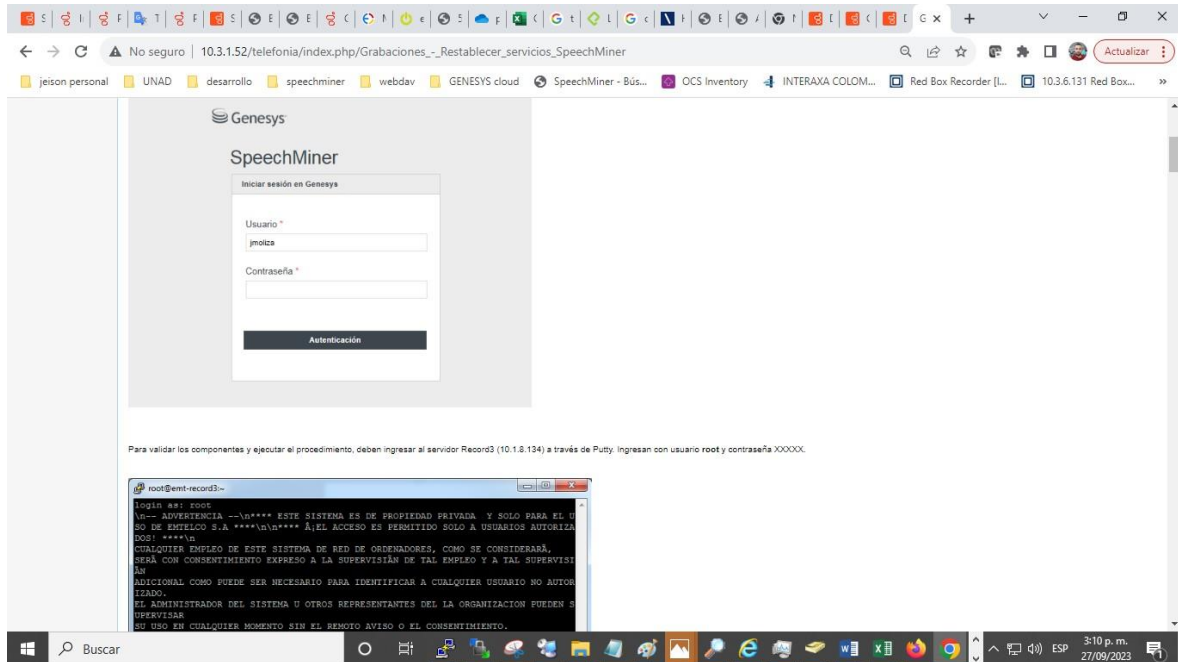 No seguro | 10.3.1.52/telefonia/index.php/Grabaciones_-_Restablecer_servicios_SpeechMiner
Actualizar
jeison personal UNAD desarrollo speechminer webdav GENESYS cloud SpeechMiner - Bús... OCS Inventory INTERAXA COLOM... Red Box Recorder [I... 10.3.6.131 Red Box... »
Genesys
SpeechMiner
Iniciar sesión en Genesys
Usuario *
jmoliza
Contraseña *
Autenticación
Para validar los componentes y ejecutar el procedimiento, deben ingresar al servidor Record3 (10.1.8.134) a través de Putty. Ingresan con usuario root y contraseña XXXXX.
root@emt-record3:~
login as: root
\n-- ADVERTENCIA --\n**** ESTE SISTEMA ES DE PROPIEDAD PRIVADA Y SOLO PARA EL U
SO DE EMTELCO S.A ****\n\n**** Â¡EL ACCESO ES PERMITIDO SOLO A USUARIOS AUTORIZA
DOS! ****\n
CUALQUIER EMPLEO DE ESTE SISTEMA DE RED DE ORDENADORES, COMO SE CONSIDERARÃ,
SERÃ CON CONSENTIMIENTO EXPRESO A LA SUPERVISIÃN DE TAL EMPLEO Y A TAL SUPERVISI
ÃN
ADICIONAL COMO PUEDE SER NECESARIO PARA IDENTIFICAR A CUALQUIER USUARIO NO AUTOR
IZADO.
EL ADMINISTRADOR DEL SISTEMA U OTROS REPRESENTANTES DEL LA ORGANIZACION PUEDEN S
UPERVISAR
SU USO EN CUALQUIER MOMENTO SIN EL REMOTO AVISO O EL CONSENTIMIENTO.
Buscar
ESP
3:10 p. m.
27/09/2023